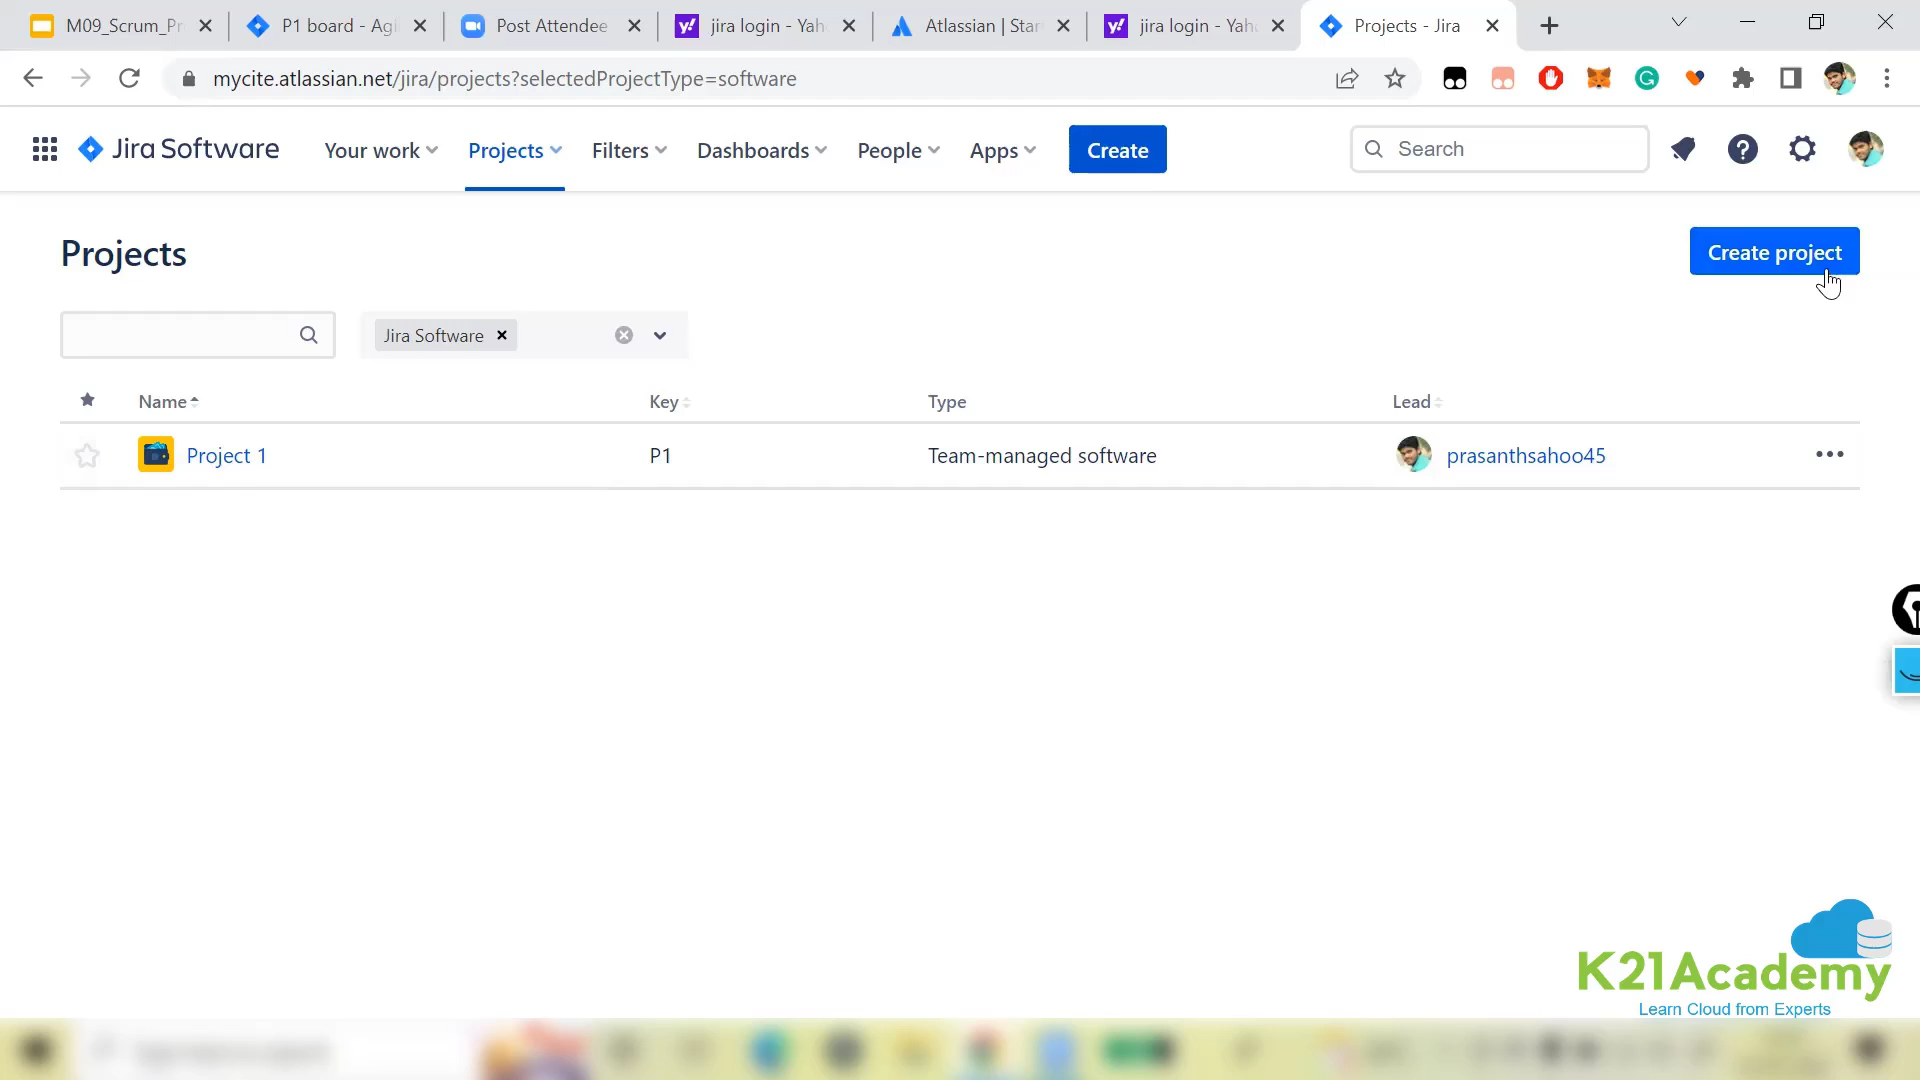 M09_Scrum_Pr
P1 board - Agi
Post Attendee
jira login - Yah
Atlassian | Star
jira login - Yah
Projects - Jira
mycite.atlassian.net/jira/projects?selectedProjectType=software
Jira Software
Your work
Projects
Filters
Dashboards
People
Apps
Create
Search
Projects
Create project
Jira Software
Name
Key
Type
Lead
Project 1
P1
Team-managed software
prasanthsahoo45
K21Academy
Learn Cloud from Experts